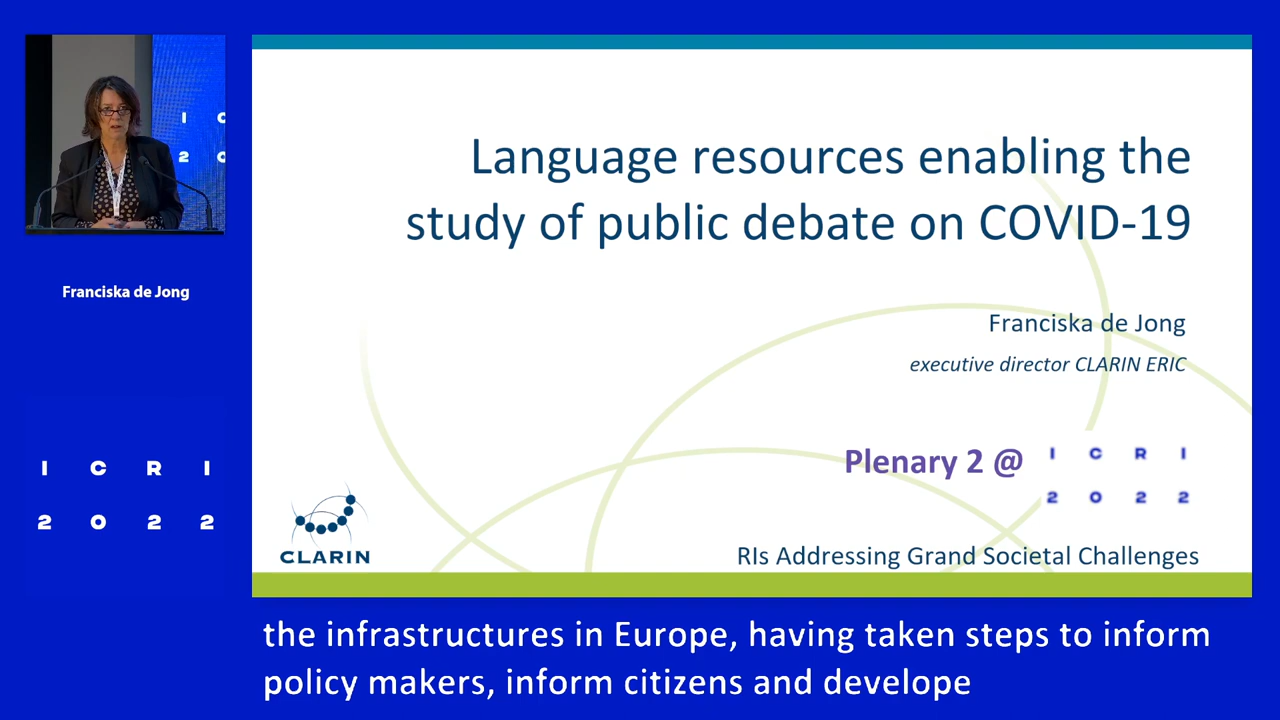 I C
2 0
Franciska de Jong
I C R I
2 0 2 2
Language resources enabling the
study of public debate on COVID-19
Franciska de Jong
executive director CLARIN ERIC
Plenary 2 @
I C R I
2 0 2 2
CLARIN
RIs Addressing Grand Societal Challenges
the infrastructures in Europe, having taken steps to inform
policy makers, inform citizens and develope